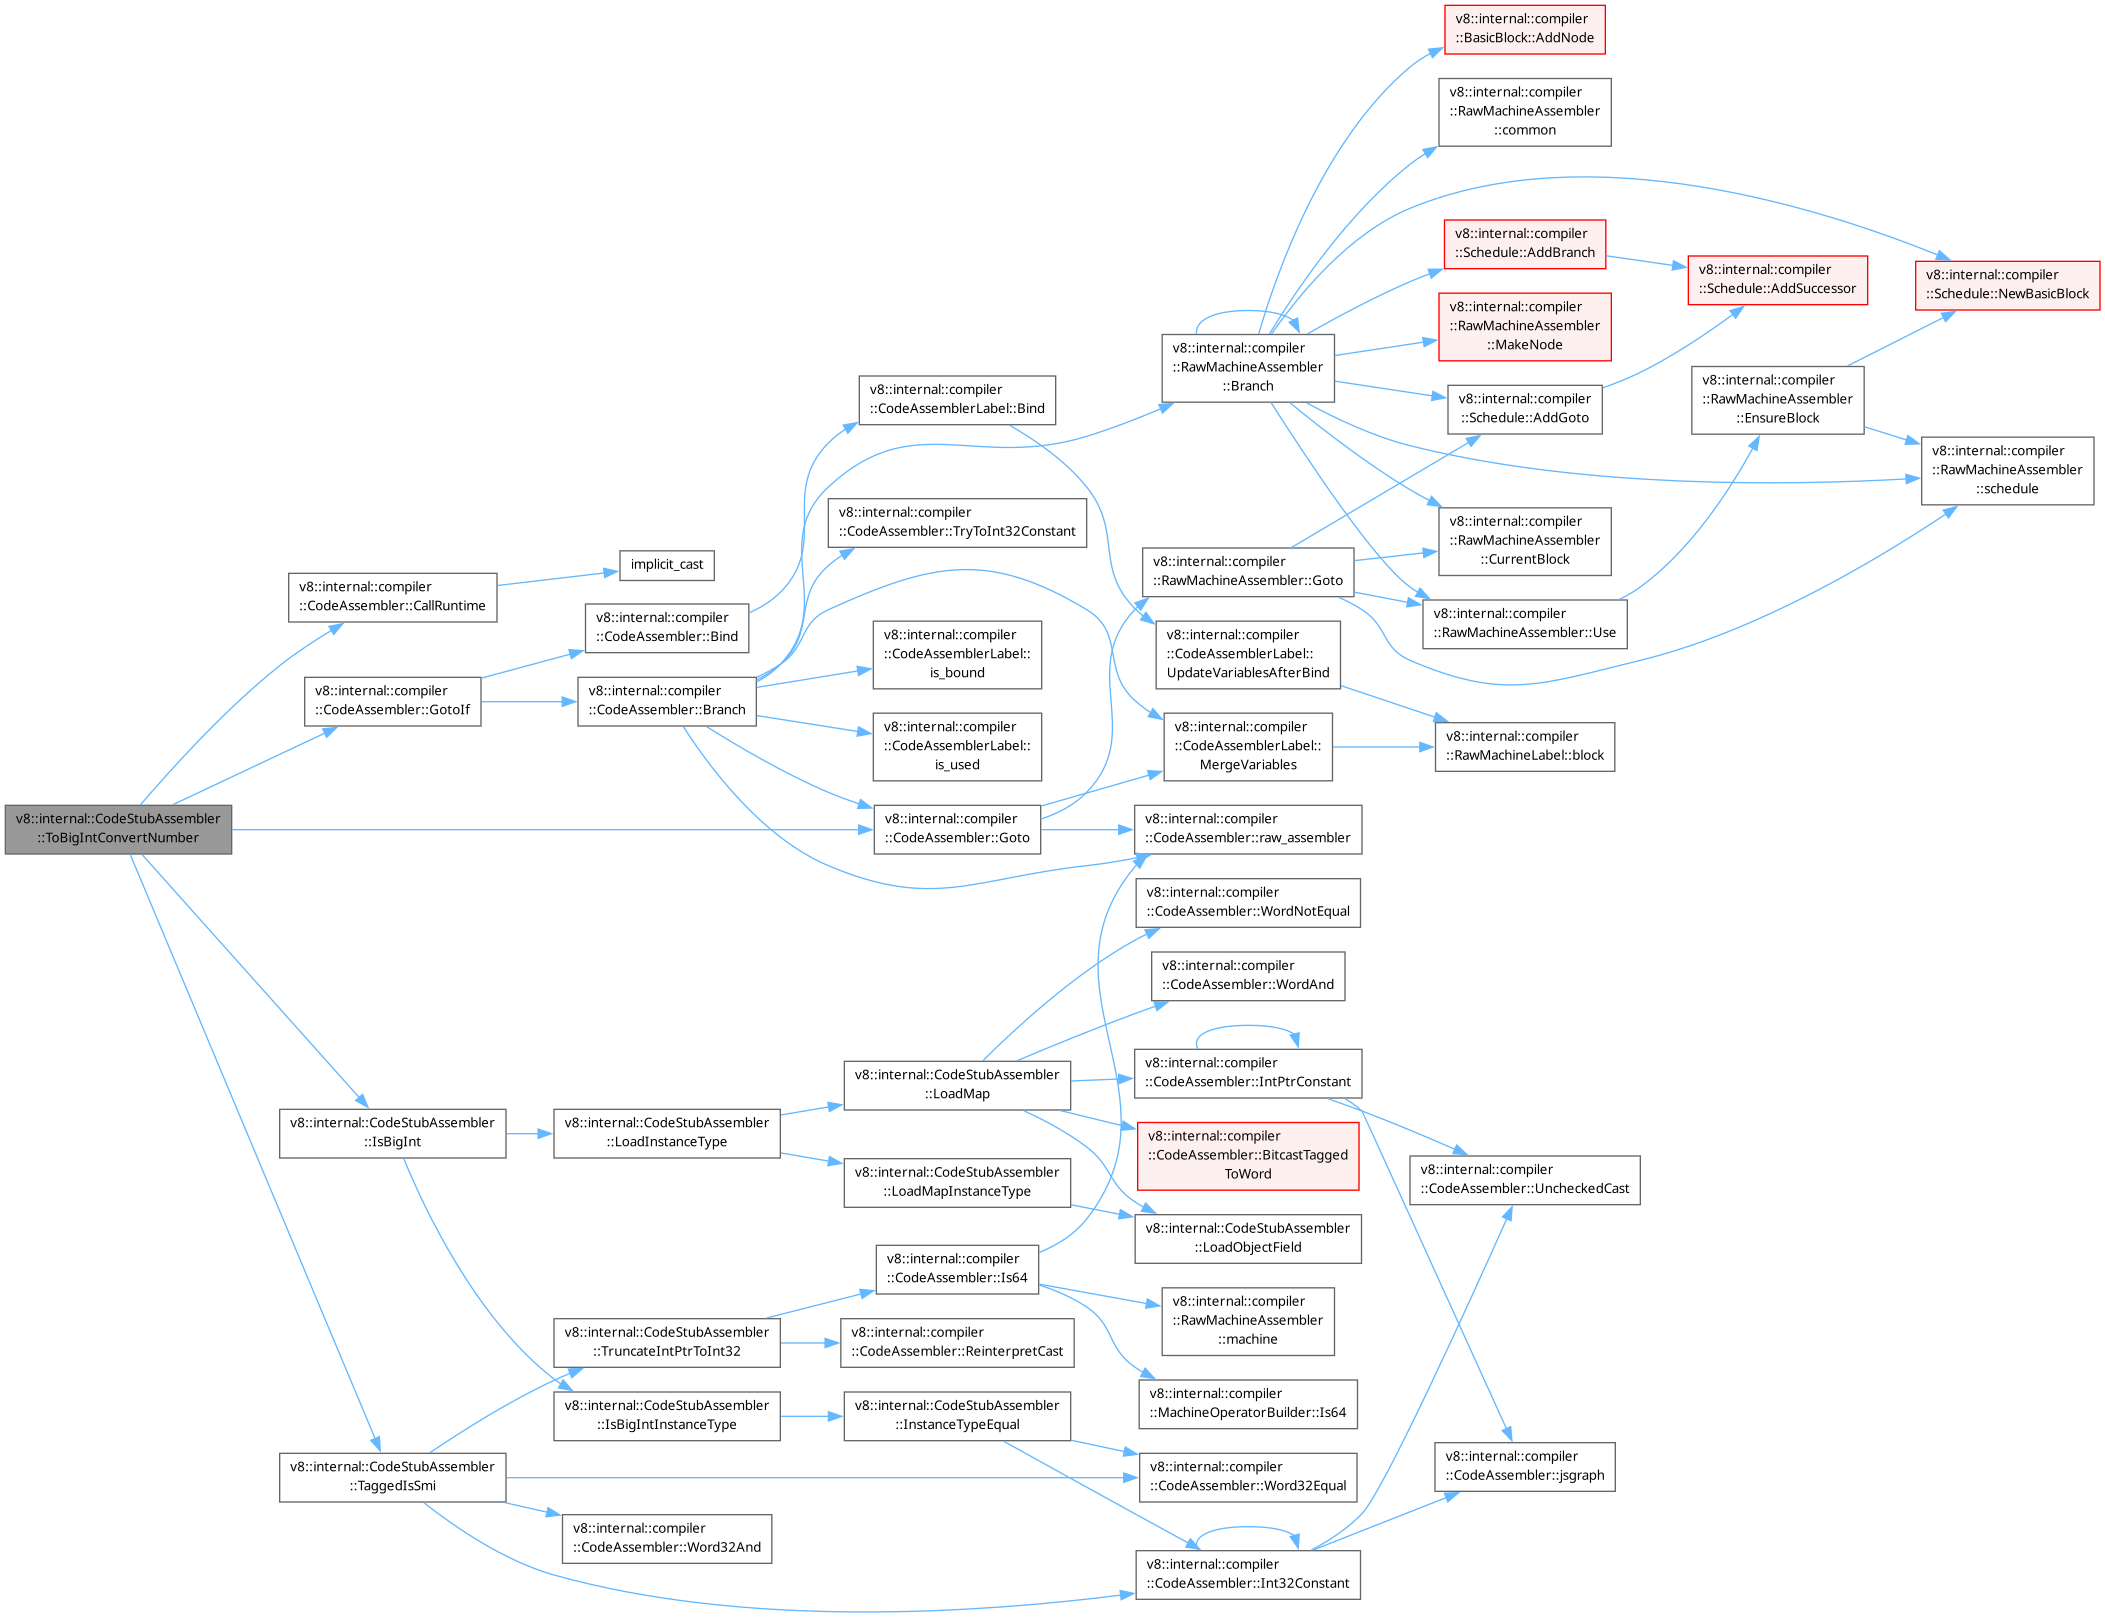 v8::internal::compiler
::BasicBlock::AddNode
v8::internal::compiler
::RawMachineAssembler
::common
v8::internal::compiler
::Schedule::AddBranch
v8::internal::compiler
::Schedule::AddSuccessor
v8::internal::compiler
::Schedule::NewBasicBlock
v8::internal::compiler
::RawMachineAssembler
::MakeNode
v8::internal::compiler
::RawMachineAssembler
::Branch
v8::internal::compiler
::CodeAssemblerLabel::Bind
v8::internal::compiler
::Schedule::AddGoto
v8::internal::compiler
::RawMachineAssembler
::EnsureBlock
v8::internal::compiler
::RawMachineAssembler
::schedule
v8::internal::compiler
::CodeAssembler::TryToInt32Constant
v8::internal::compiler
::RawMachineAssembler
::CurrentBlock
implicit_cast
v8::internal::compiler
::CodeAssembler::CallRuntime
v8::internal::compiler
::RawMachineAssembler::Goto
v8::internal::compiler
::CodeAssembler::Bind
v8::internal::compiler
::RawMachineAssembler::Use
v8::internal::compiler
::CodeAssemblerLabel::
is_bound
v8::internal::compiler
::CodeAssemblerLabel::
UpdateVariablesAfterBind
v8::internal::compiler
::CodeAssembler::GotoIf
v8::internal::compiler
::CodeAssembler::Branch
v8::internal::compiler
::CodeAssemblerLabel::
is_used
v8::internal::compiler
::CodeAssemblerLabel::
MergeVariables
v8::internal::compiler
::RawMachineLabel::block
v8::internal::CodeStubAssembler
::ToBigIntConvertNumber
v8::internal::compiler
::CodeAssembler::Goto
v8::internal::compiler
::CodeAssembler::raw_assembler
v8::internal::compiler
::CodeAssembler::WordNotEqual
v8::internal::compiler
::CodeAssembler::WordAnd
v8::internal::CodeStubAssembler
::LoadMap
v8::internal::compiler
::CodeAssembler::IntPtrConstant
v8::internal::CodeStubAssembler
::IsBigInt
v8::internal::CodeStubAssembler
::LoadInstanceType
v8::internal::compiler
::CodeAssembler::BitcastTagged
ToWord
v8::internal::CodeStubAssembler
::LoadMapInstanceType
v8::internal::compiler
::CodeAssembler::UncheckedCast
v8::internal::CodeStubAssembler
::LoadObjectField
v8::internal::compiler
::CodeAssembler::Is64
v8::internal::compiler
::RawMachineAssembler
::machine
v8::internal::CodeStubAssembler
::TruncateIntPtrToInt32
v8::internal::compiler
::CodeAssembler::ReinterpretCast
v8::internal::compiler
::MachineOperatorBuilder::Is64
v8::internal::CodeStubAssembler
::IsBigIntInstanceType
v8::internal::CodeStubAssembler
::InstanceTypeEqual
v8::internal::CodeStubAssembler
::TaggedIsSmi
v8::internal::compiler
::CodeAssembler::Word32Equal
v8::internal::compiler
::CodeAssembler::jsgraph
v8::internal::compiler
::CodeAssembler::Word32And
v8::internal::compiler
::CodeAssembler::Int32Constant